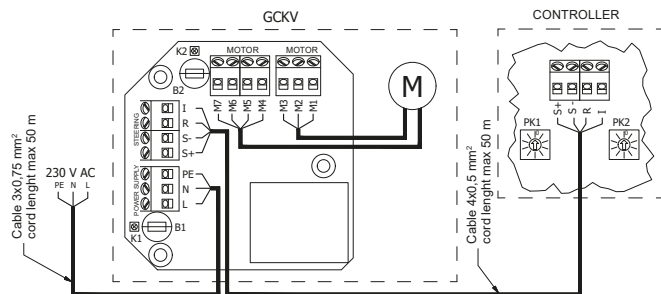 GCKV
CONTROLLER
K2
MOTOR
MOTOR
B2
M7
M6
M5
M4
M3
M2
M1
M
STEERING
I
R
S-
S+
POWER SUPPLY
PE
N
L
K1
B1
230 V AC
PE N L
Cable 3x0,75 mm²
cord lenght max 50 m
Cable 4x0,5 mm²
cord lenght max 50 m
S+
S-
R
I
PK1
PK2